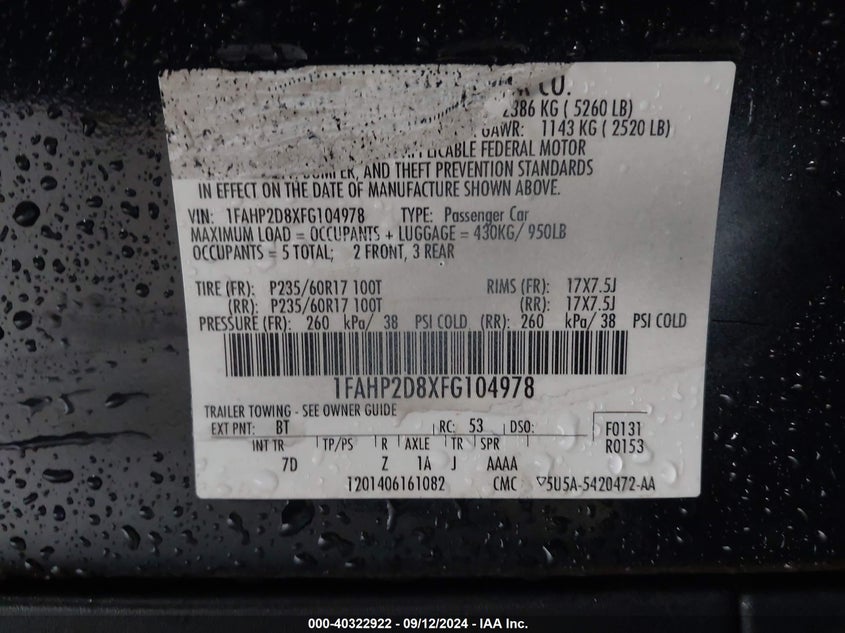 CO.
2386 KG ( 5260 LB)
GAWR: 1143 KG ( 2520 LB)
FEDERAL MOTOR
AND THEFT PREVENTION STANDARDS
IN EFFECT ON THE DATE OF MANUFACTURE SHOWN ABOVE.
VIN: 1FAHP2D8XFG104978 TYPE: Passenger Car
MAXIMUM LOAD = OCCUPANTS + LUGGAGE = 430KG/ 950LB
OCCUPANTS = 5 TOTAL; 2 FRONT, 3 REAR
TIRE (FR): P235/60R17 100T RIMS (FR): 17X7.5J
(RR): P235/60R17 100T (RR): 17X7.5J
PRESSURE (FR): 260 kPa/ 38 PSI COLD (RR): 260 kPa/ 38 PSI COLD
1FAHP2D8XFG104978
TRAILER TOWING - SEE OWNER GUIDE
EXT PNT: BT RC: 53 DSO: F0131
INT TR TP/PS R AXLE TR SPR R0153
7D Z 1A J AAAA
1201406161082 CMC ▽5U5A-5420472-AA
000-40322922 - 09/12/2024 - IAA Inc.